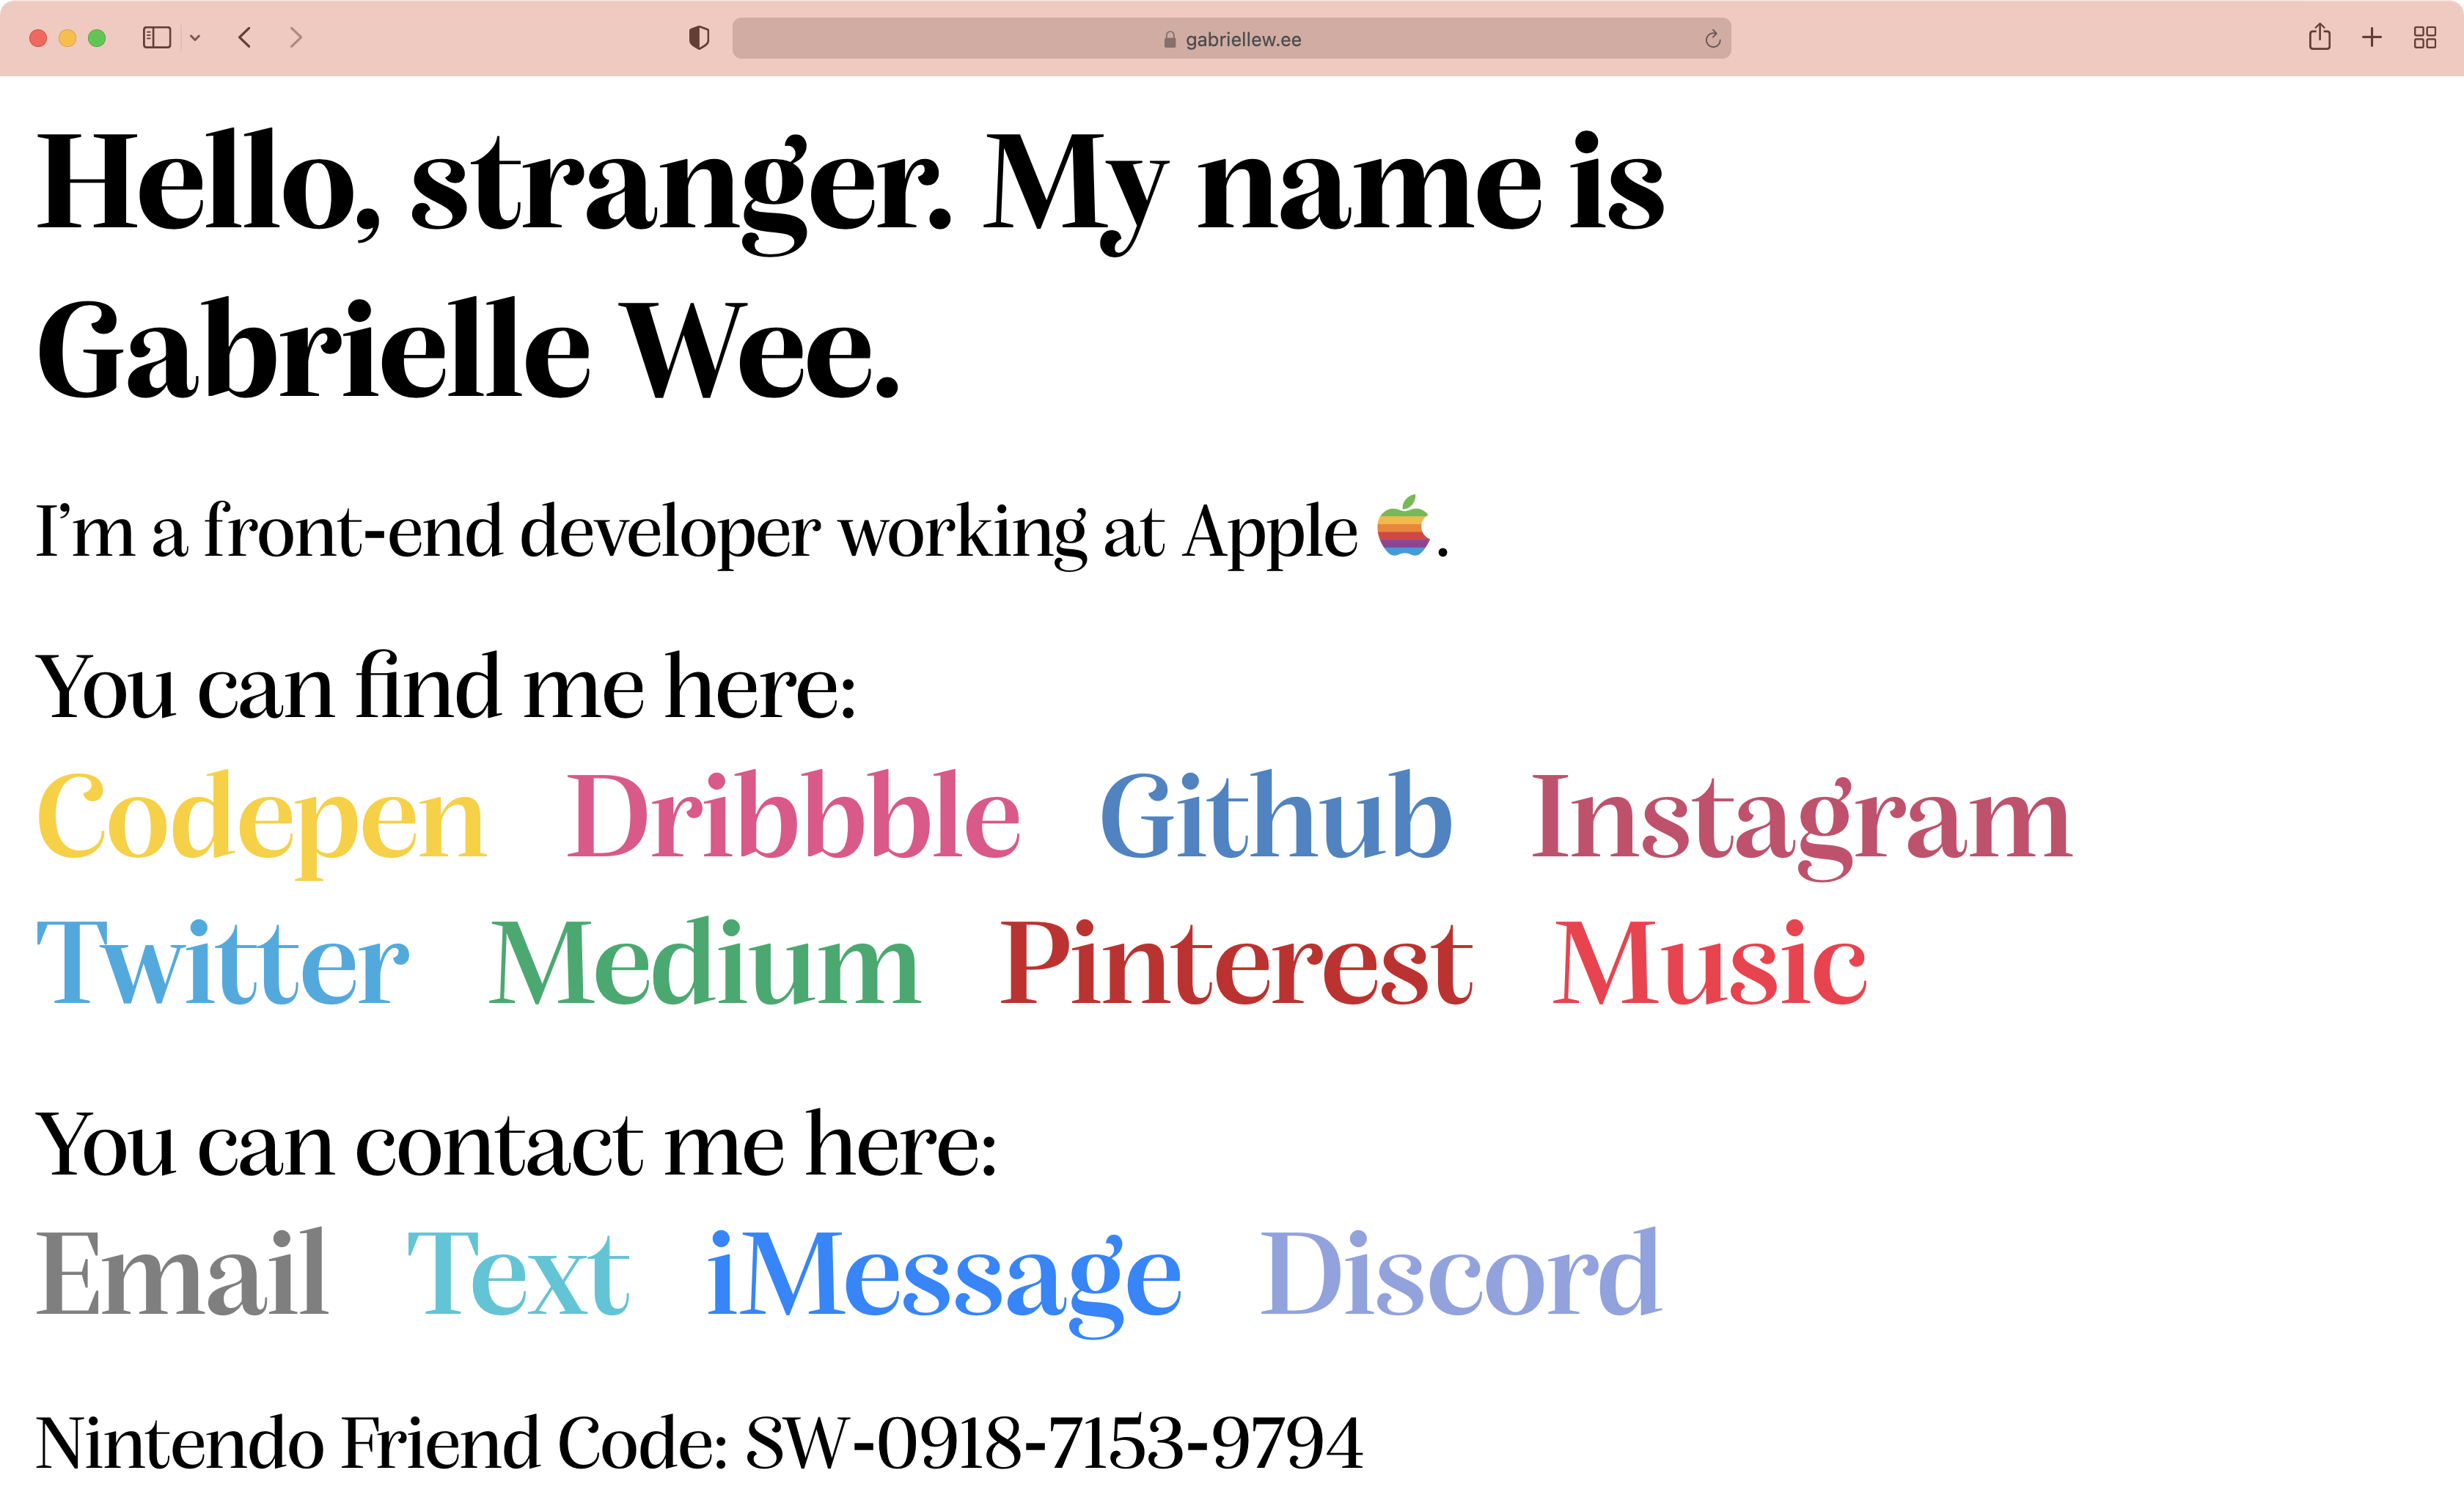 gabriellew.ee
Hello, stranger. My name is
Gabrielle Wee.
I’m a front-end developer working at Apple .
You can find me here:
Codepen Dribbble Github Instagram
Twitter Medium Pinterest Music
You can contact me here:
Email Text iMessage Discord
Nintendo Friend Code: SW-0918-7153-9794